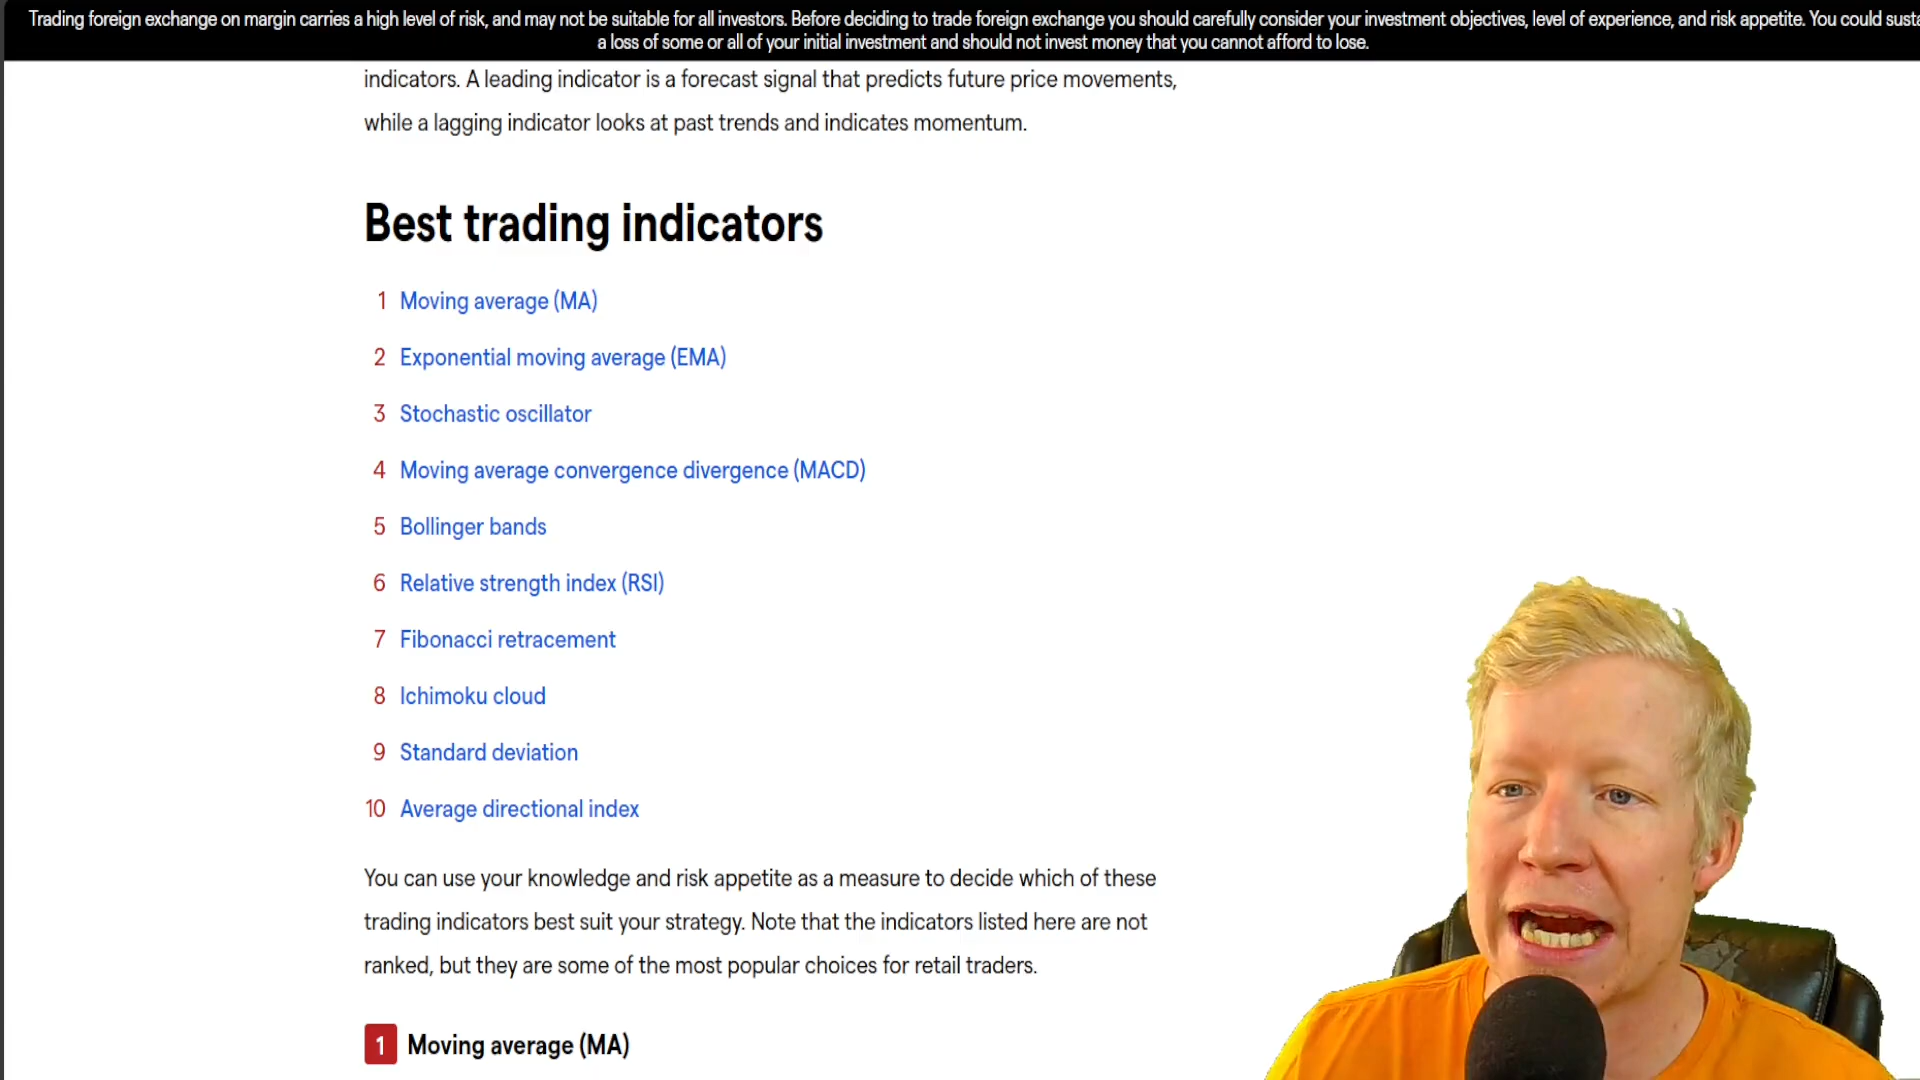 Trading foreign exchange on margin carries a high level of risk, and may not be suitable for all investors. Before deciding to trade foreign exchange you should carefully consider your investment objectives, level of experience, and risk appetite. You could
a loss of some or all of your initial investment and should not invest money that you cannot afford to lose.
indicators. A leading indicator is a forecast signal that predicts future price movements,
while a lagging indicator looks at past trends and indicates momentum.
Best trading indicators
1 Moving average (MA)
2 Exponential moving average (EMA)
3 Stochastic oscillator
4 Moving average convergence divergence (MACD)
5 Bollinger bands
6 Relative strength index (RSI)
7 Fibonacci retracement
8 Ichimoku cloud
9 Standard deviation
10 Average directional index
You can use your knowledge and risk appetite as a measure to decide which of these
trading indicators best suit your strategy. Note that the indicators listed here are not
ranked, but they are some of the most popular choices for retail traders.
1 Moving average (MA)